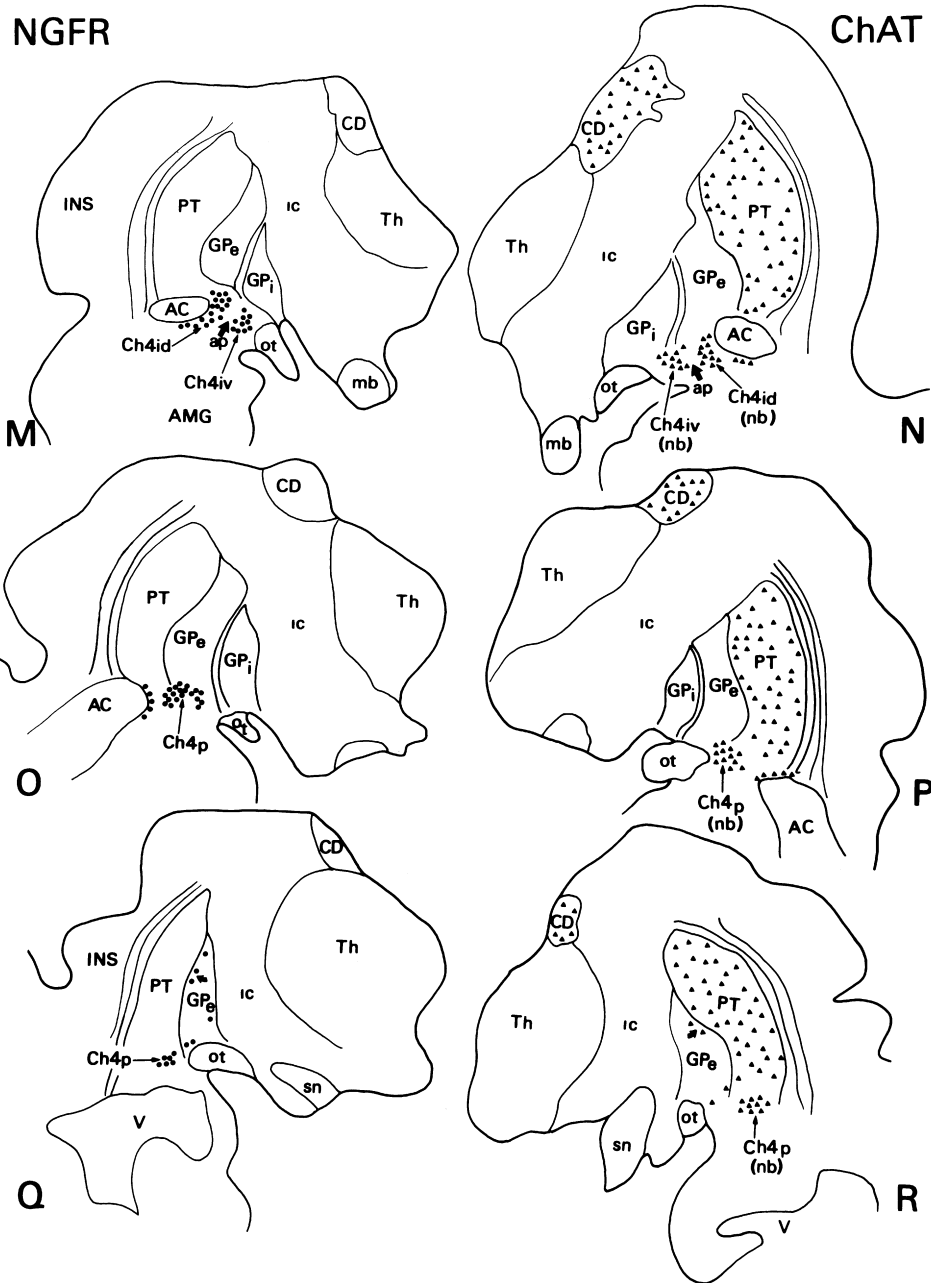 NGFR
ChAT
CD
INS
PT
IC
Th
GPe
GPi
AC
Ch4id
ap
ot
Ch4iv
mb
AMG
M
CD
PT
Th
IC
GPe
GPi
AC
ot
ap
Ch4id
(nb)
Ch4iv
(nb)
mb
N
CD
PT
Th
IC
GPe
GPi
AC
ot
Ch4p
O
CD
Th
IC
PT
GPi
GPe
ot
Ch4p
(nb)
AC
P
CD
INS
Th
PT
IC
GPe
Ch4p
ot
sn
V
Q
CD
PT
Th
IC
GPe
ot
sn
Ch4p
(nb)
R
V